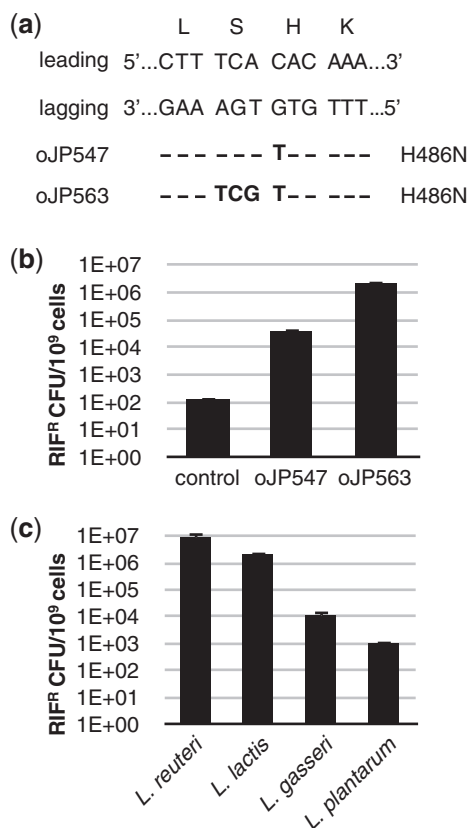 (a)
L S H K
leading 5'...CTT TCA CAC AAA...3'
lagging 3'...GAA AGT GTG TTT...5'
oJP547 – – – – – – T – – – – – H486N
oJP563 – – – TCG T – – – – – H486N
(b)
RIF^R CFU/10^9 cells
1E+07
1E+06
1E+05
1E+04
1E+03
1E+02
1E+01
1E+00
control oJP547 oJP563
(c)
RIF^R CFU/10^9 cells
1E+07
1E+06
1E+05
1E+04
1E+03
1E+02
1E+01
1E+00
L. reuteri L. lactis L. gasseri L. plantarum